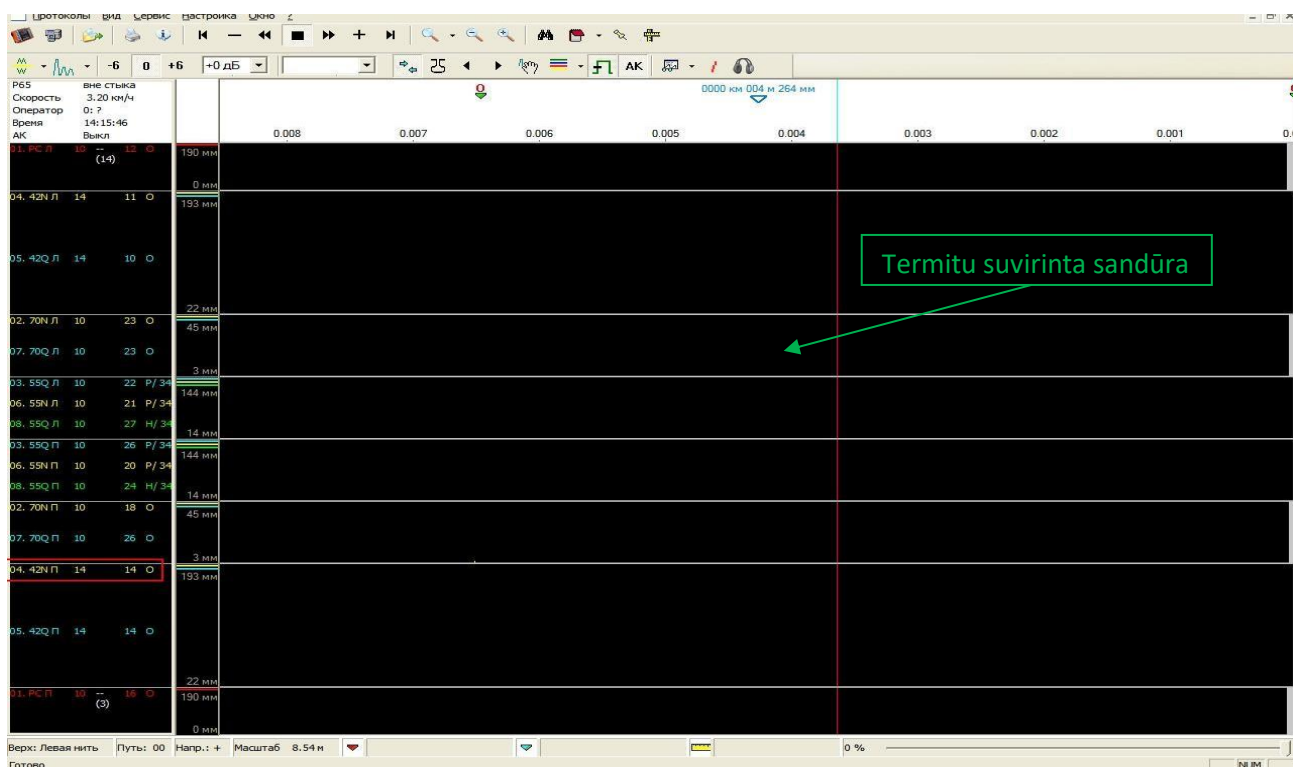 Протоколы Вид Сервис Настройка Окно ?
-6 0 +6 +0 дБ АК
Р65 вне стыка
Скорость 3.20 км/ч
Оператор 0: ?
Время 14:15:46
АК Выкл
0000 км 004 м 264 мм
0.008 0.007 0.006 0.005 0.004 0.003 0.002 0.001 0.
01. РС Л 10 -- 12 О 190 мм
(14)
0 мм
04. 42N Л 14 11 О
193 мм
Termitu suvirinta sandūra
05. 42Q Л 14 10 О
22 мм
02. 70N Л 10 23 О
45 мм
07. 70Q Л 10 23 О
3 мм
03. 55Q Л 10 22 Р/34
144 мм
06. 55N Л 10 21 Р/34
08. 55Q Л 10 27 Н/34
14 мм
03. 55Q П 10 26 Р/34
144 мм
06. 55N П 10 20 Р/34
08. 55Q П 10 24 Н/34
14 мм
02. 70N П 10 18 О
45 мм
07. 70Q П 10 26 О
3 мм
04. 42N П 14 14 О
193 мм
05. 42Q П 14 14 О
22 мм
01. РС П 10 -- 16 О 190 мм
(3)
0 мм
Верх: Левая нить Путь: 00 Напр.: + Масштаб 8.54 м 0 %
Готово NUM